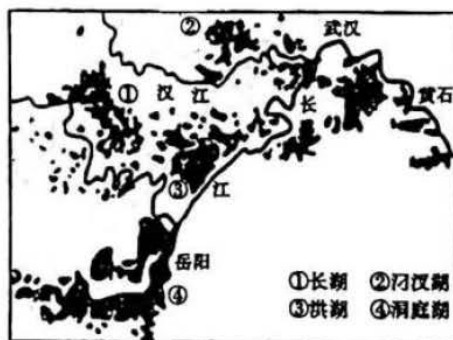 ② 武汉
① 汉江 长 黄石
③ 江
岳阳
④
①长湖 ②汈汊湖
③洪湖 ④洞庭湖